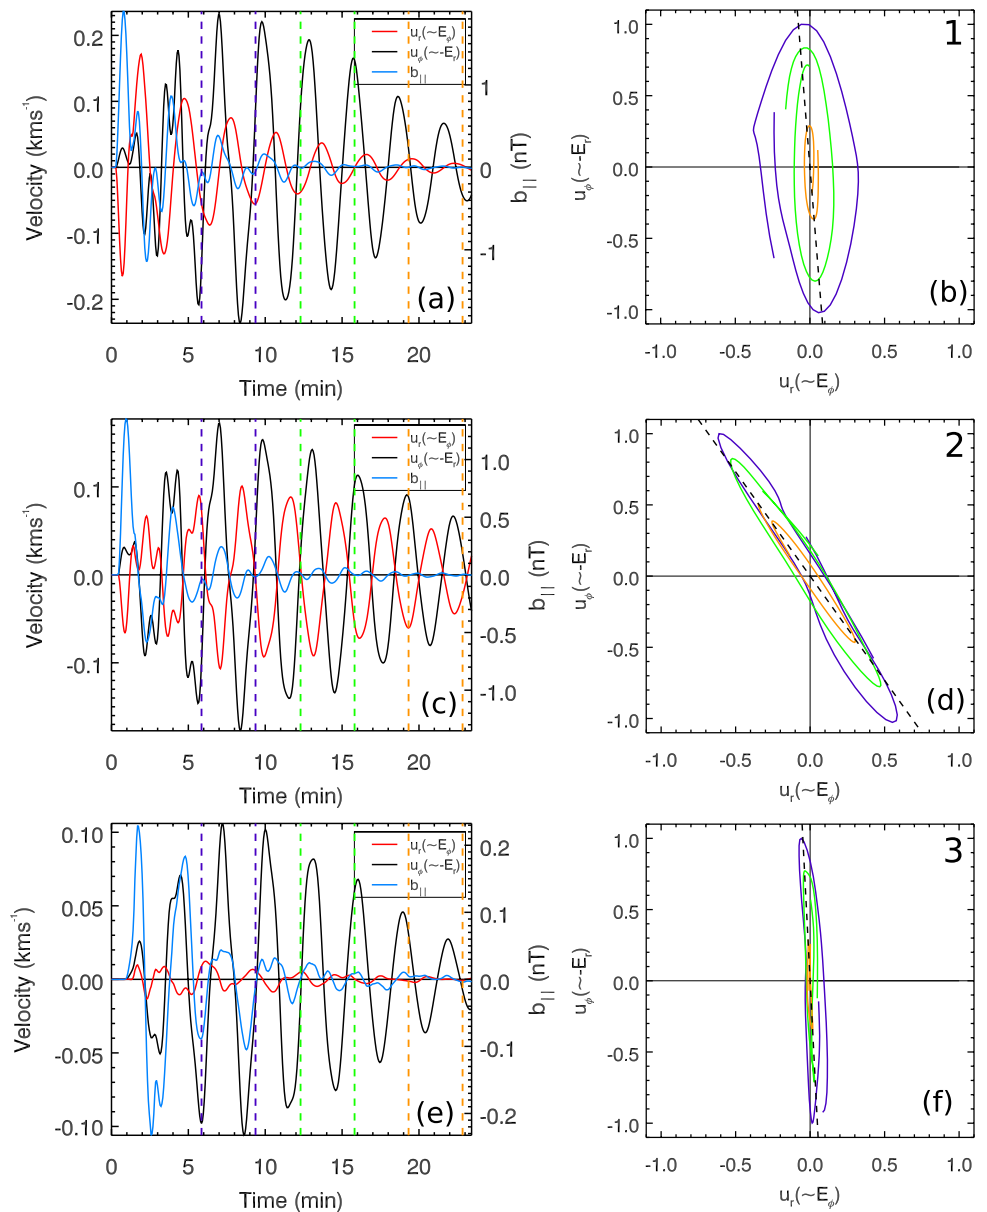 0.2
0.1
0.0
-0.1
-0.2
Velocity (kms⁻¹)
u_r(~E_ϕ)
u_ϕ(~-E_r)
b_||
1
0
-1
b_|| (nT)
(a)
0 5 10 15 20
Time (min)
1.0
0.5
0.0
-0.5
-1.0
u_ϕ(~-E_r)
1
(b)
-1.0 -0.5 0.0 0.5 1.0
u_r(~E_ϕ)
0.1
0.0
-0.1
Velocity (kms⁻¹)
u_r(~E_ϕ)
u_ϕ(~-E_r)
b_||
1.0
0.5
0.0
-0.5
-1.0
b_|| (nT)
(c)
0 5 10 15 20
Time (min)
1.0
0.5
0.0
-0.5
-1.0
u_ϕ(~-E_r)
2
(d)
-1.0 -0.5 0.0 0.5 1.0
u_r(~E_ϕ)
0.10
0.05
0.00
-0.05
-0.10
Velocity (kms⁻¹)
u_r(~E_ϕ)
u_ϕ(~-E_r)
b_||
0.2
0.1
0.0
-0.1
-0.2
b_|| (nT)
(e)
0 5 10 15 20
Time (min)
1.0
0.5
0.0
-0.5
-1.0
u_ϕ(~-E_r)
3
(f)
-1.0 -0.5 0.0 0.5 1.0
u_r(~E_ϕ)